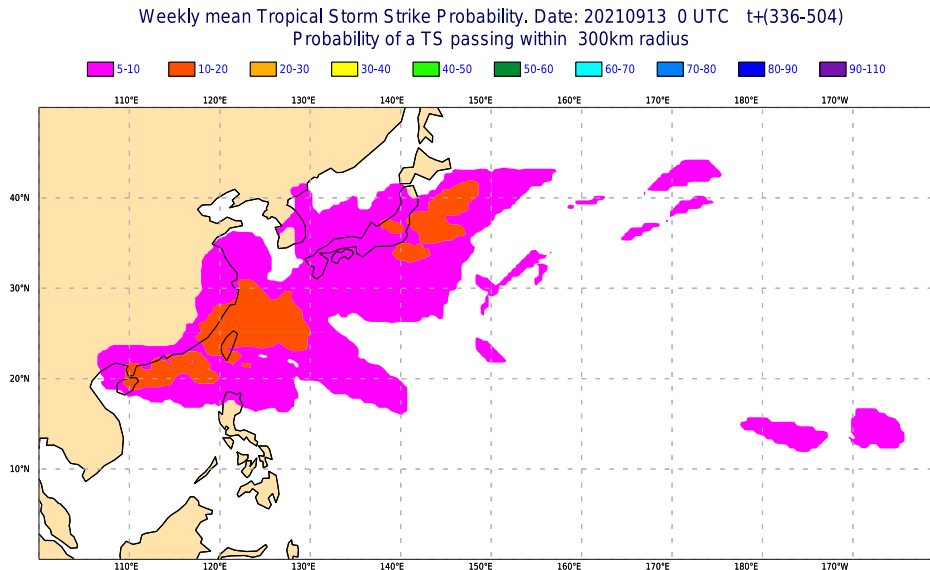 Weekly mean Tropical Storm Strike Probability. Date: 20210913 0 UTC t+(336-504)
Probability of a TS passing within 300km radius
5-10 10-20 20-30 30-40 40-50 50-60 60-70 70-80 80-90 90-110
110°E 120°E 130°E 140°E 150°E 160°E 170°E 180°E 170°W
40°N
30°N
20°N
10°N
110°E 120°E 130°E 140°E 150°E 160°E 170°E 180°E 170°W